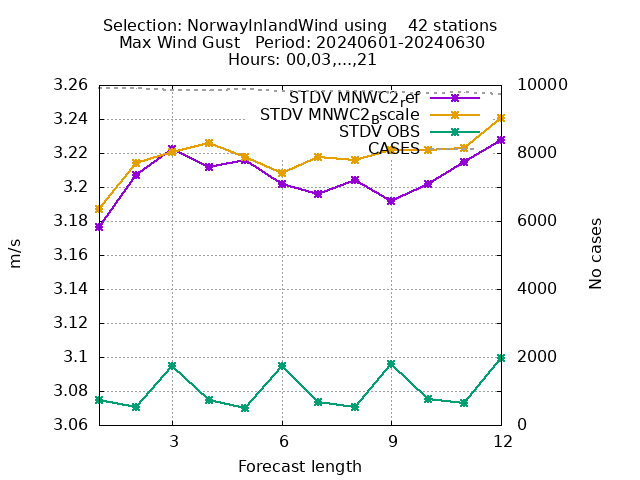 Selection: NorwayInlandWind using 42 stations
Max Wind Gust Period: 20240601-20240630
Hours: 00,03,...,21
STDV MNWC2_ref
STDV MNWC2_Bscale
STDV OBS
CASES
3.26
3.24
3.22
3.2
3.18
3.16
3.14
3.12
3.1
3.08
3.06
10000
8000
6000
4000
2000
0
3 6 9 12
m/s
No cases
Forecast length